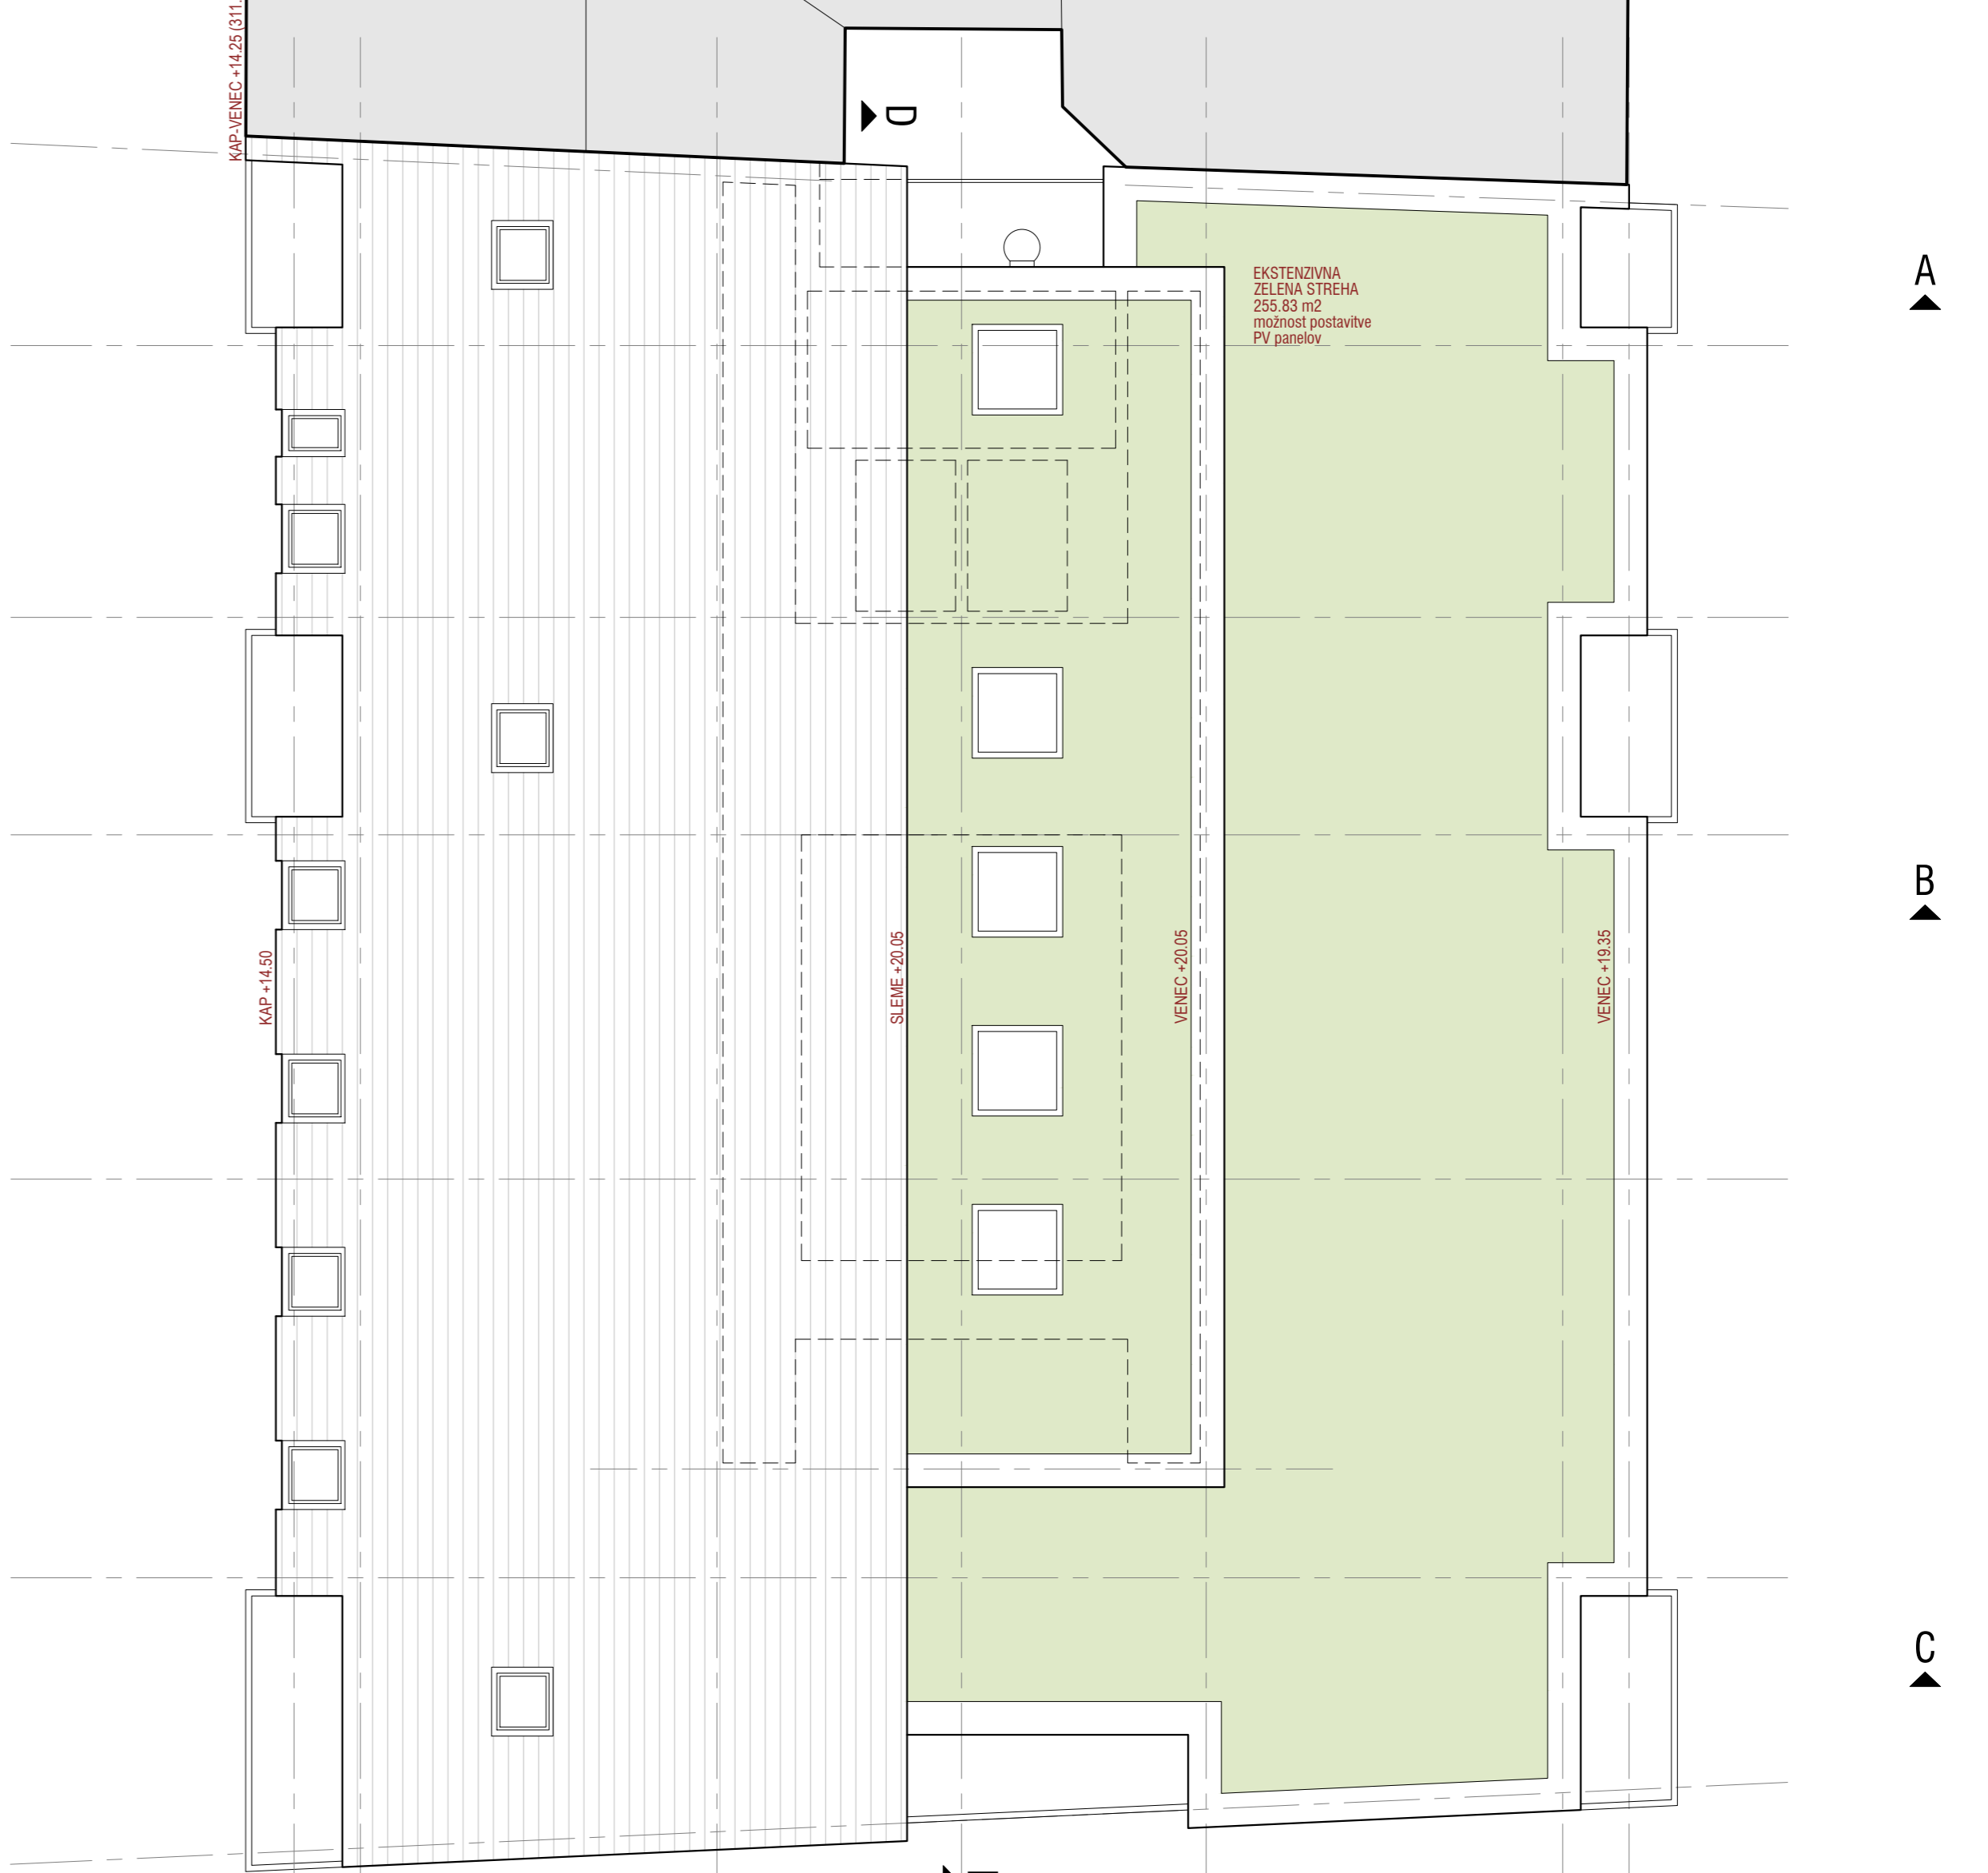 KAP-VENEC +14.25 (311.
D
EKSTENZIVNA
ZELENA STREHA
255.83 m2
možnost postavitve
PV panelov
A
B
KAP +14.50
SLEME +20.05
VENEC +20.05
VENEC +19.35
C